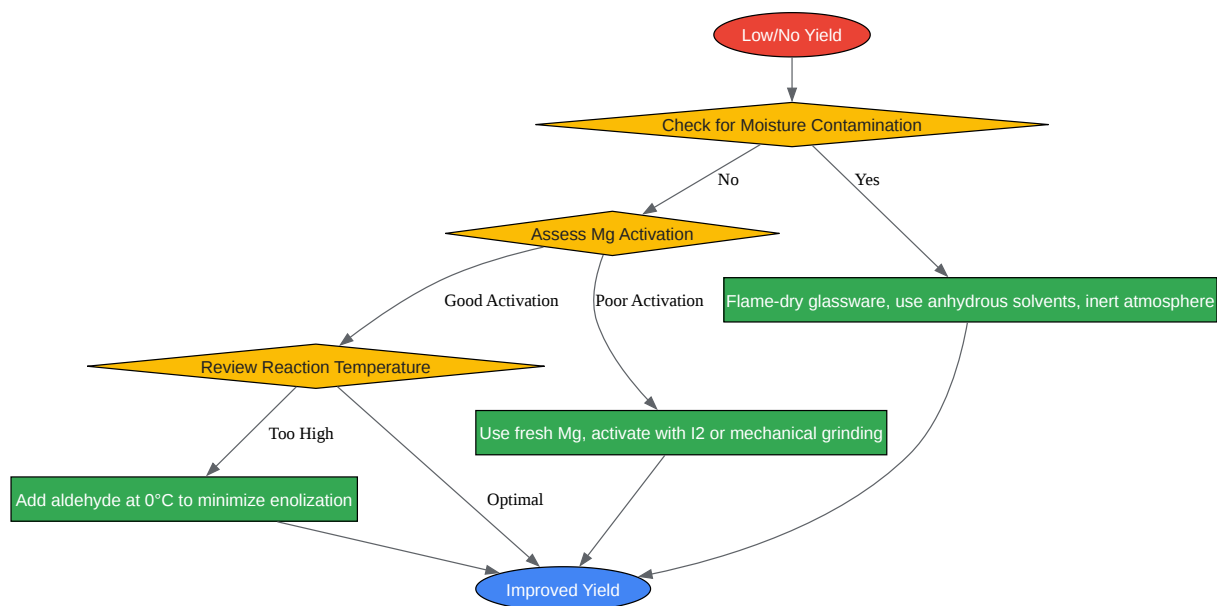 Low/No Yield
Check for Moisture Contamination
No
Yes
Assess Mg Activation
Good Activation
Poor Activation
Flame-dry glassware, use anhydrous solvents, inert atmosphere
Review Reaction Temperature
Too High
Use fresh Mg, activate with I2 or mechanical grinding
Add aldehyde at 0°C to minimize enolization
Optimal
Improved Yield